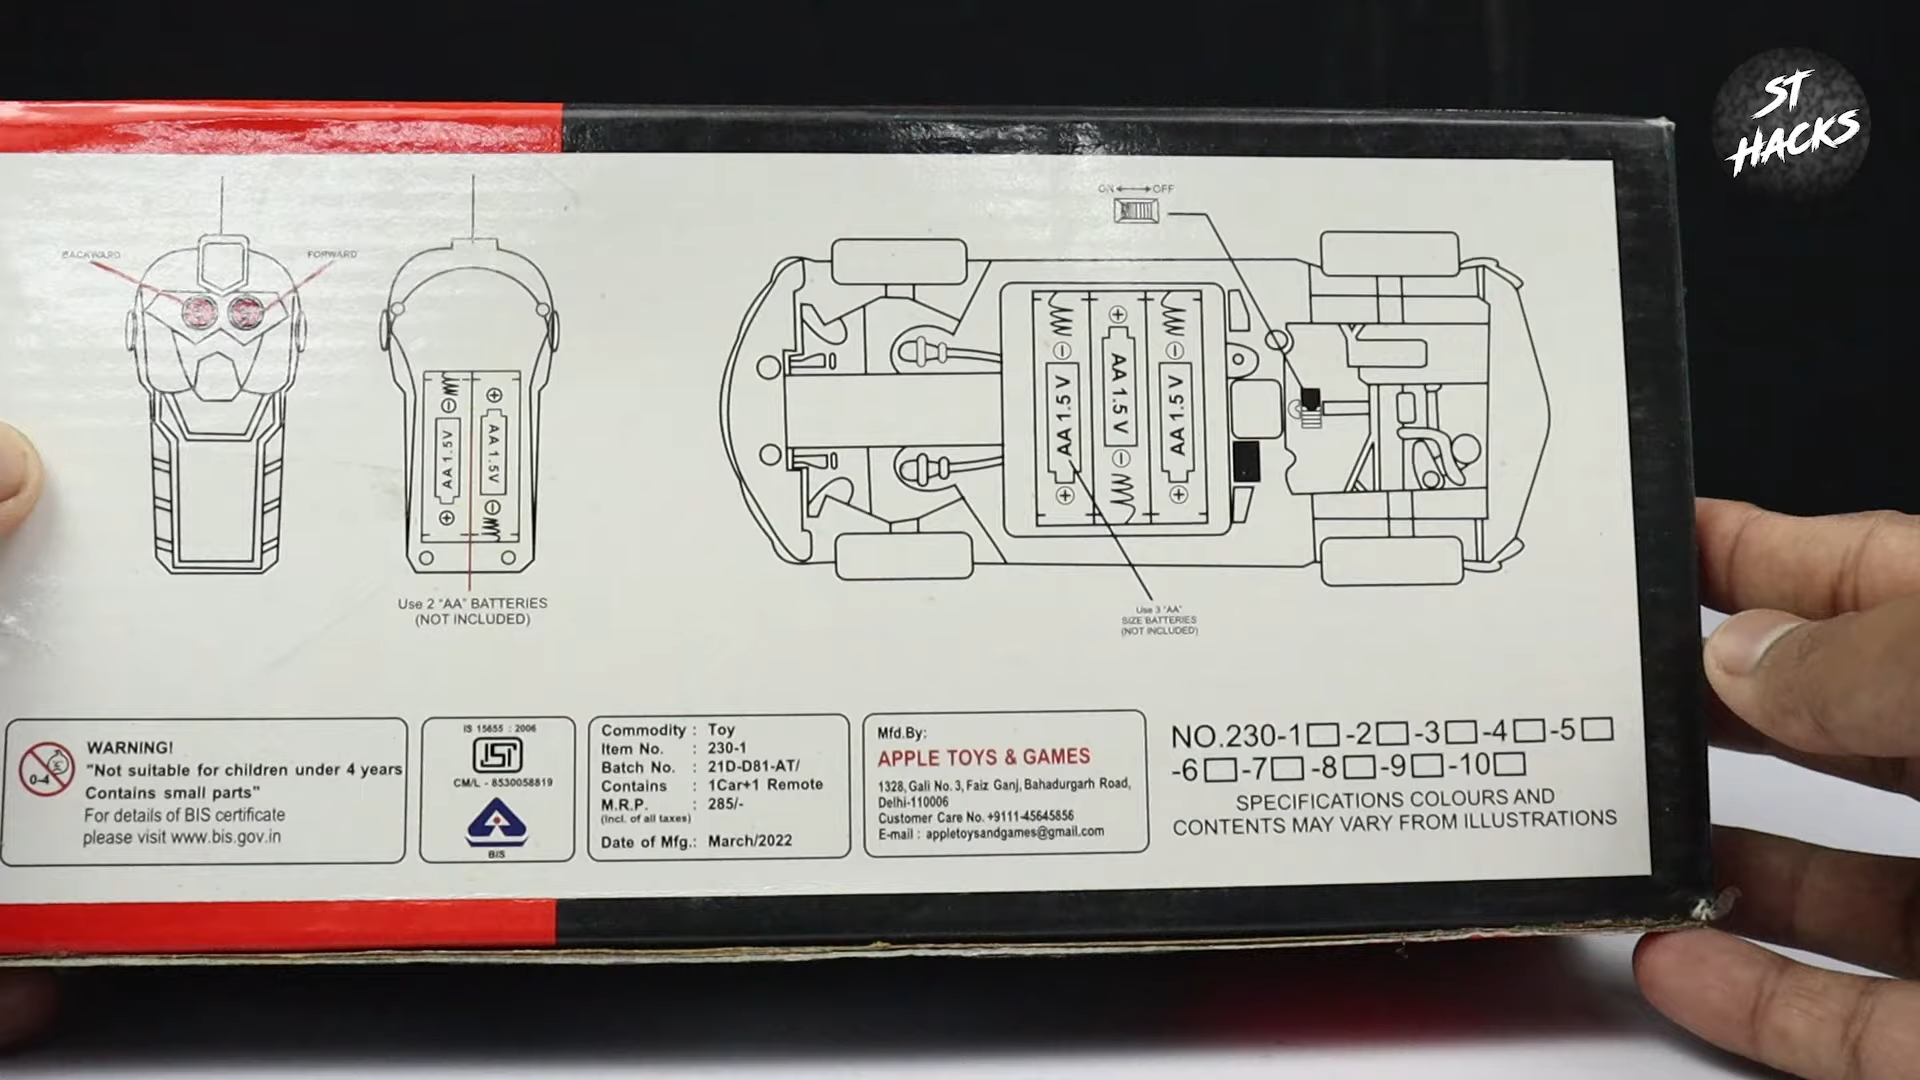 ST
HACKS
ON OFF
BACKWARD
FORWARD
AA 1.5 V
AA 1.5 V
AA 1.5 V
AA 1.5 V
AA 1.5 V
Use 2 "AA" BATTERIES
(NOT INCLUDED)
Use 3 "AA"
SIZE BATTERIES
(NOT INCLUDED)
0-4
WARNING!
"Not suitable for children under 4 years
Contains small parts"
For details of BIS certificate
please visit www.bis.gov.in
IS 15655 : 2006
ISI
CM/L - 8530058819
BIS
Commodity : Toy
Item No. : 230-1
Batch No. : 21D-D81-AT/
Contains : 1Car+1 Remote
M.R.P. : 285/-
(Incl. of all taxes)
Date of Mfg.: March/2022
Mfd.By:
APPLE TOYS & GAMES
1328, Gali No. 3, Faiz Ganj, Bahadurgarh Road,
Delhi-110006
Customer Care No. +9111-45645856
E-mail : appletoysandgames@gmail.com
NO.230-1 -2 -3 -4 -5
-6 -7 -8 -9 -10
SPECIFICATIONS COLOURS AND
CONTENTS MAY VARY FROM ILLUSTRATIONS